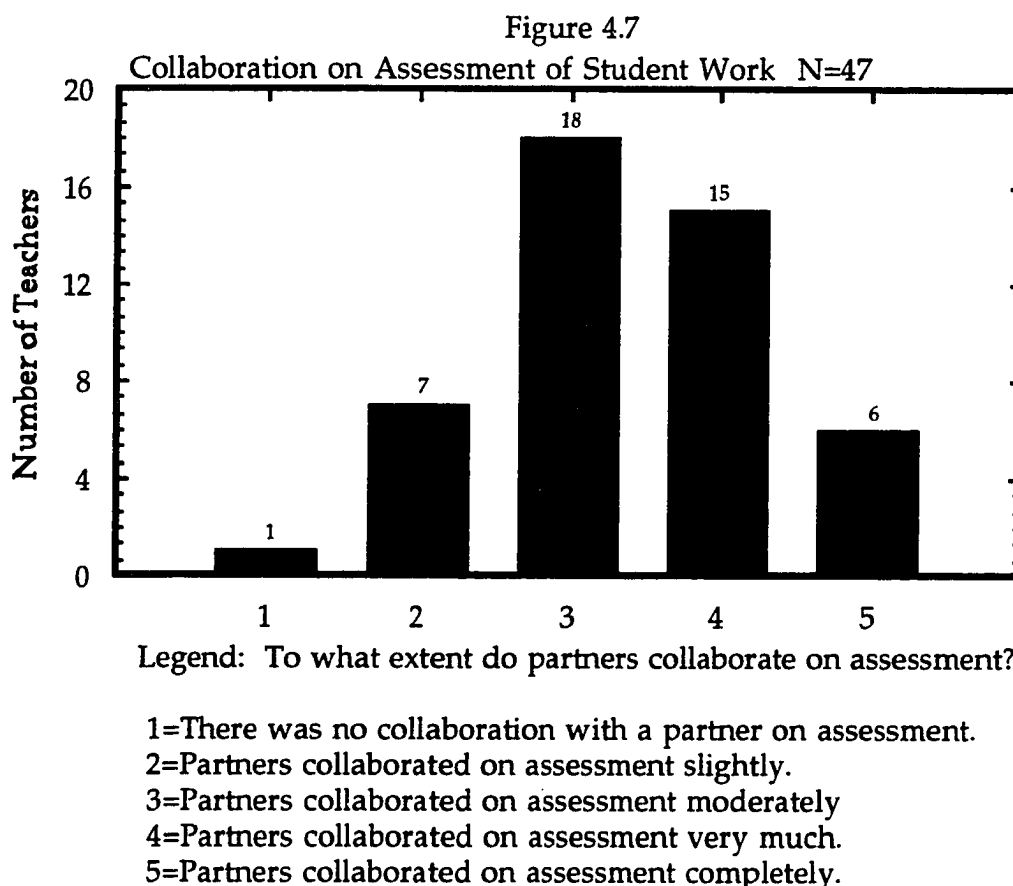 Figure 4.7
Collaboration on Assessment of Student Work N=47
Number of Teachers
20
16
12
8
4
0
1
7
18
15
6
1 2 3 4 5
Legend: To what extent do partners collaborate on assessment?
1=There was no collaboration with a partner on assessment.
2=Partners collaborated on assessment slightly.
3=Partners collaborated on assessment moderately
4=Partners collaborated on assessment very much.
5=Partners collaborated on assessment completely.